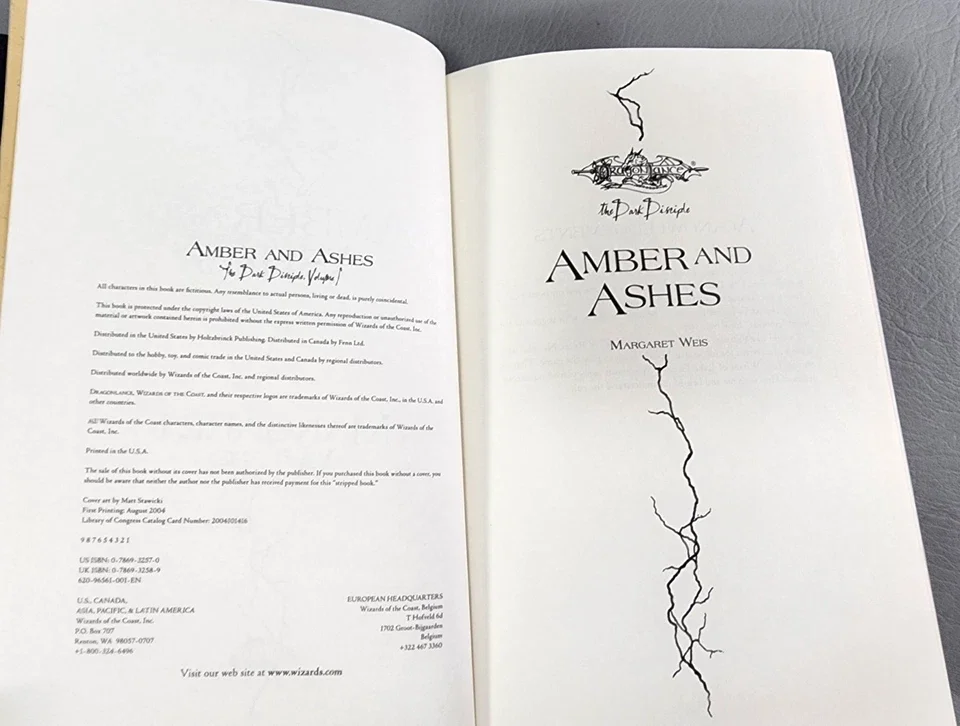 AMBER AND ASHES
The Dark Disciple, Volume I
All characters in this book are fictitious. Any resemblance to actual persons, living or dead, is purely coincidental.
This book is protected under the copyright laws of the United States of America. Any reproduction or unauthorized use of the
material or artwork contained herein is prohibited without the express written permission of Wizards of the Coast, Inc.
Distributed in the United States by Holtzbrinck Publishing. Distributed in Canada by Fenn Ltd.
Distributed to the hobby, toy, and comic trade in the United States and Canada by regional distributors.
Distributed worldwide by Wizards of the Coast, Inc. and regional distributors.
DRAGONLANCE, WIZARDS OF THE COAST, and their respective logos are trademarks of Wizards of the Coast, Inc., in the U.S.A. and
other countries.
All Wizards of the Coast characters, character names, and the distinctive likenesses thereof are trademarks of Wizards of the
Coast, Inc.
Printed in the U.S.A.
The sale of this book without its cover has not been authorized by the publisher. If you purchased this book without a cover, you
should be aware that neither the author nor the publisher has received payment for this "stripped book."
Cover art by Matt Stawicki
First Printing: August 2004
Library of Congress Catalog Card Number: 2004101416
9 8 7 6 5 4 3 2 1
US ISBN: 0-7869-3257-0
UK ISBN: 0-7869-3258-9
620-96561-001-EN
U.S., CANADA,
ASIA, PACIFIC, & LATIN AMERICA
Wizards of the Coast, Inc.
P.O. Box 707
Renton, WA 98057-0707
+1-800-324-6496
EUROPEAN HEADQUARTERS
Wizards of the Coast, Belgium
T Hofveld 6d
1702 Groot-Bijgaarden
Belgium
+322 467 3360
Visit our web site at www.wizards.com
DRAGONLANCE®
the Dark Disciple
AMBER AND
ASHES
MARGARET WEIS